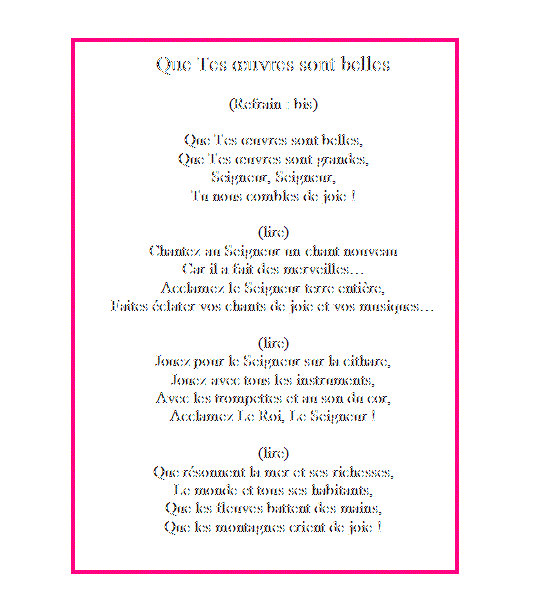 Que Tes œuvres sont belles
(Refrain : bis)
Que Tes œuvres sont belles,
Que Tes œuvres sont grandes,
Seigneur, Seigneur,
Tu nous combles de joie !
(lire)
Chantez au Seigneur un chant nouveau
Car il a fait des merveilles…
Acclamez le Seigneur terre entière,
Faites éclater vos chants de joie et vos musiques…
(lire)
Jouez pour le Seigneur sur la cithare,
Jouez avec tous les instruments,
Avec les trompettes et au son du cor,
Acclamez Le Roi, Le Seigneur !
(lire)
Que résonnent la mer et ses richesses,
Le monde et tous ses habitants,
Que les fleuves battent des mains,
Que les montagnes crient de joie !